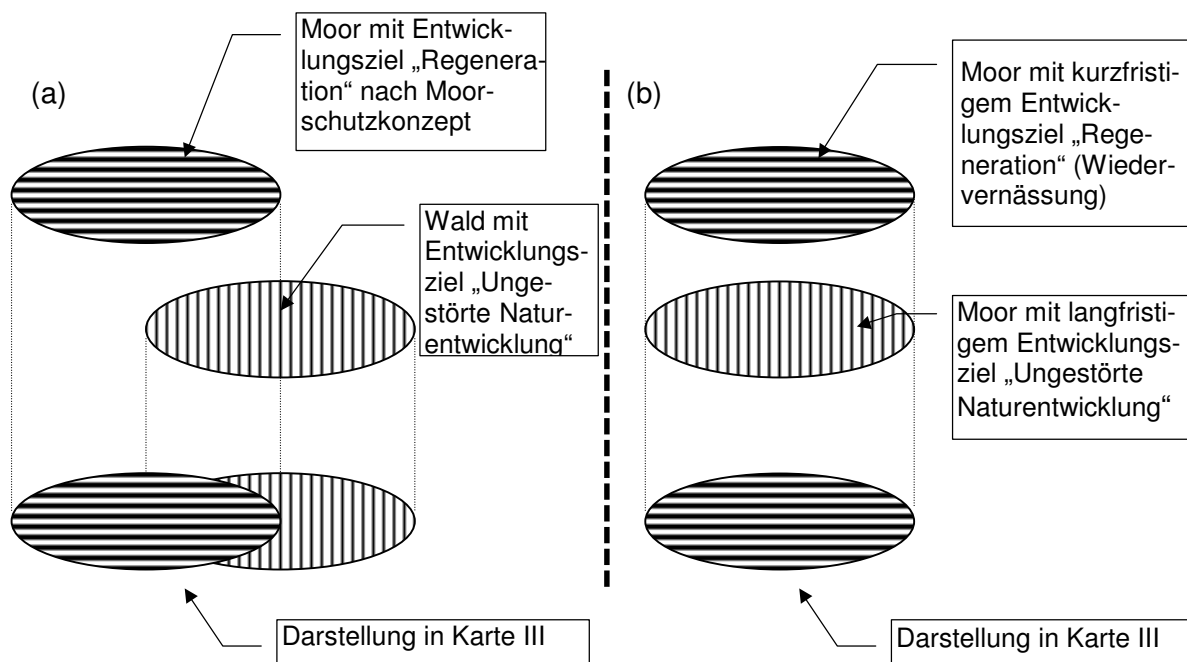 (a)
Moor mit Entwick-
lungsziel „Regenera-
tion“ nach Moor-
schutzkonzept
Wald mit
Entwicklungs-
ziel „Unge-
störte Natur-
entwicklung“
Darstellung in Karte III
(b)
Moor mit kurzfristi-
gem Entwick-
lungsziel „Rege-
neration“ (Wieder-
vernässung)
Moor mit langfristi-
gem Entwicklungs-
ziel „Ungestörte
Naturentwicklung“
Darstellung in Karte III